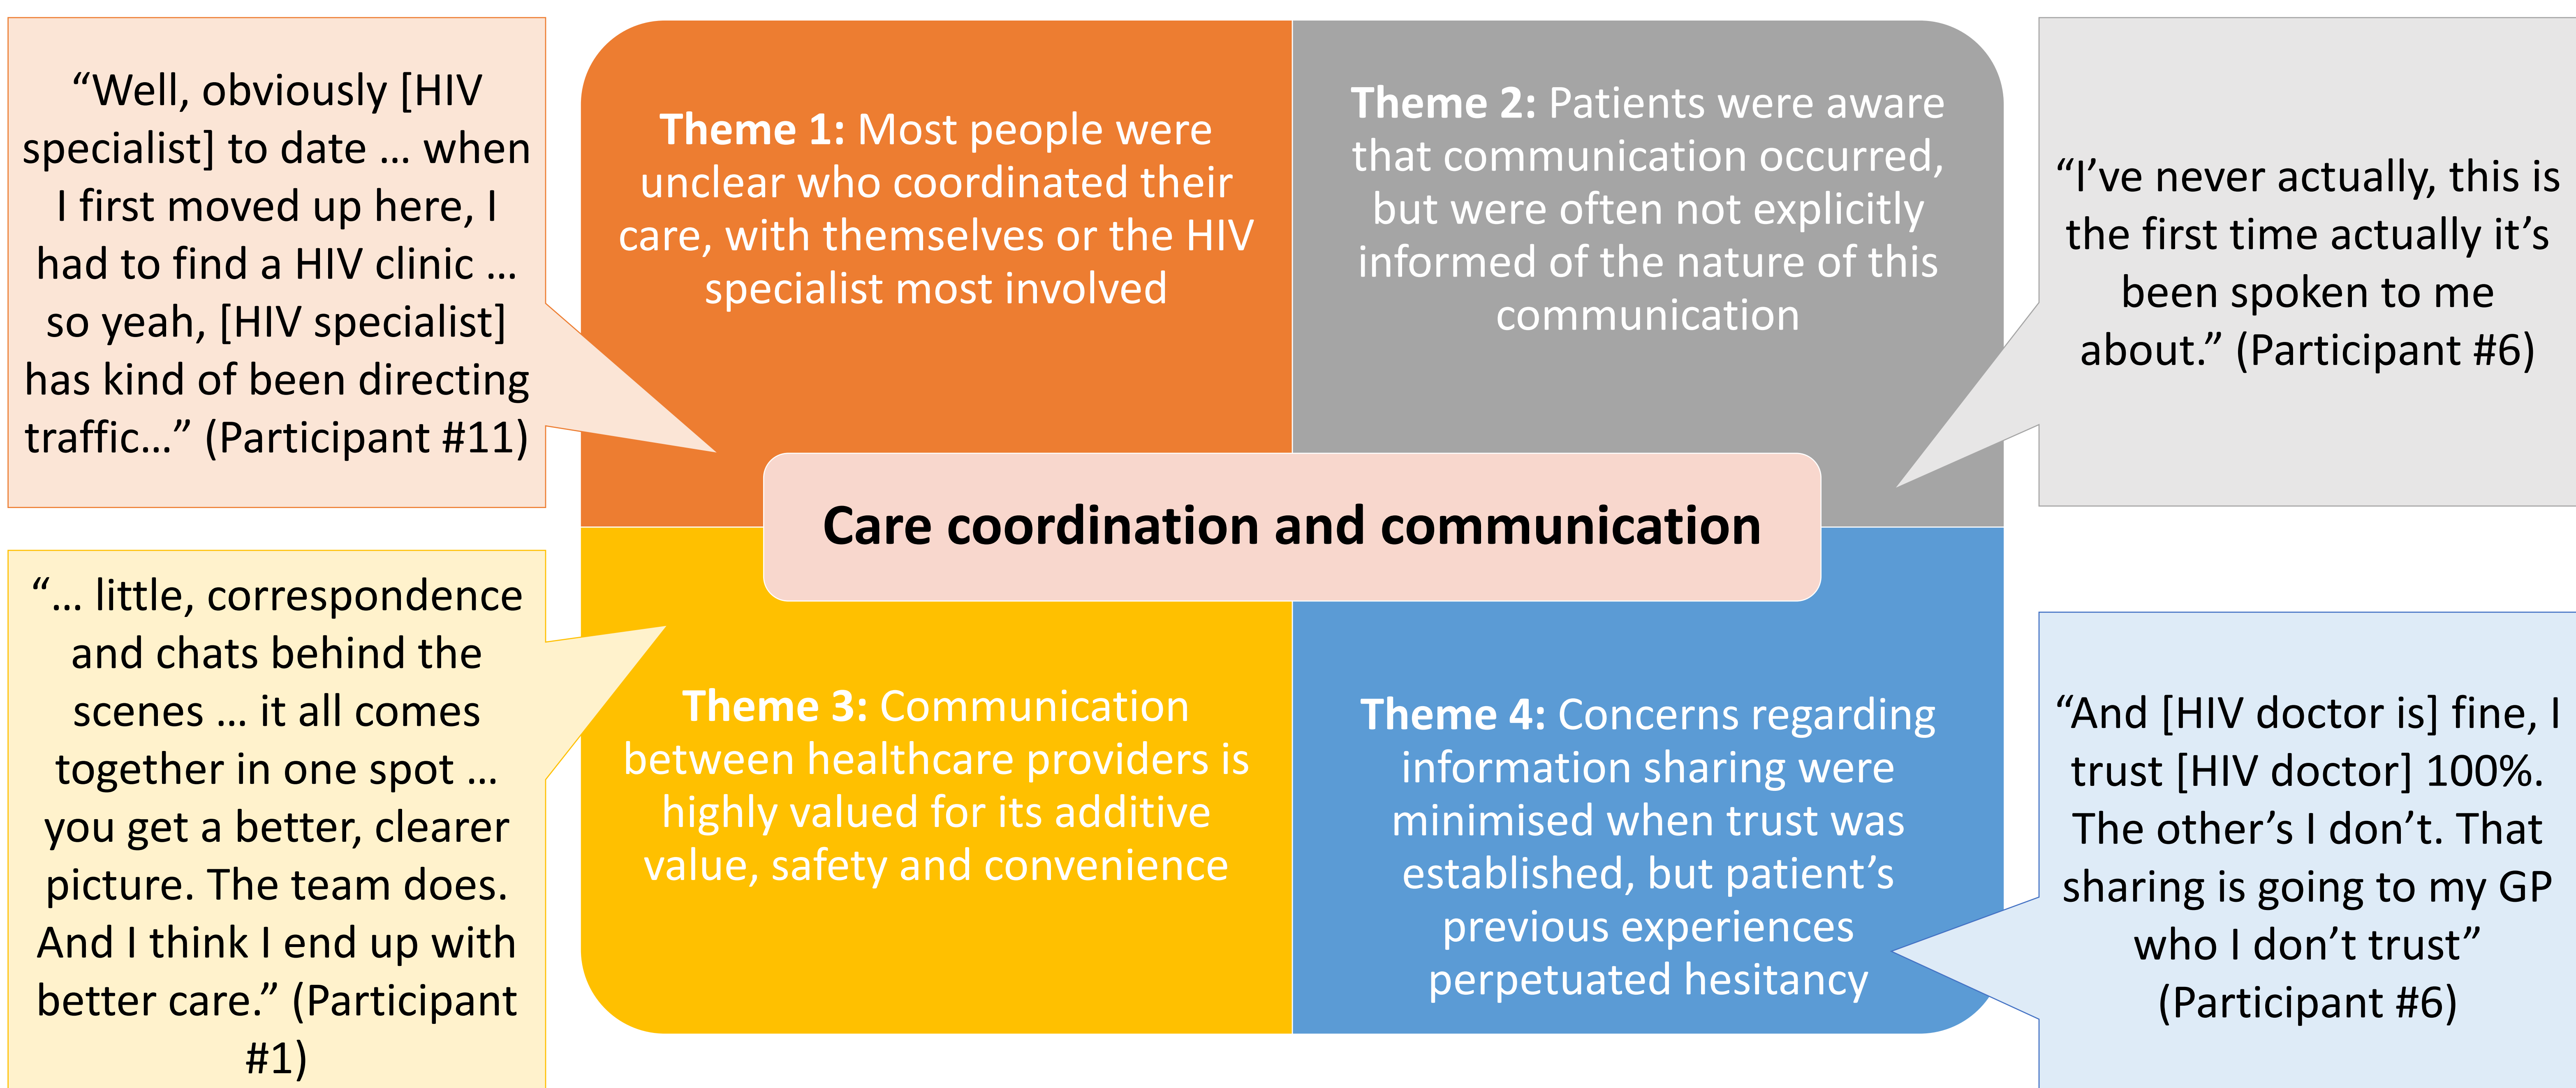 “Well, obviously [HIV
specialist] to date … when
I first moved up here, I
had to find a HIV clinic …
so yeah, [HIV specialist]
has kind of been directing
traffic…” (Participant #11)
Theme 1: Most people were
unclear who coordinated their
care, with themselves or the HIV
specialist most involved
Theme 2: Patients were aware
that communication occurred,
but were often not explicitly
informed of the nature of this
communication
“I’ve never actually, this is
the first time actually it’s
been spoken to me
about.” (Participant #6)
Care coordination and communication
“… little, correspondence
and chats behind the
scenes … it all comes
together in one spot …
you get a better, clearer
picture. The team does.
And I think I end up with
better care.” (Participant
#1)
Theme 3: Communication
between healthcare providers is
highly valued for its additive
value, safety and convenience
Theme 4: Concerns regarding
information sharing were
minimised when trust was
established, but patient’s
previous experiences
perpetuated hesitancy
“And [HIV doctor is] fine, I
trust [HIV doctor] 100%.
The other’s I don’t. That
sharing is going to my GP
who I don’t trust”
(Participant #6)